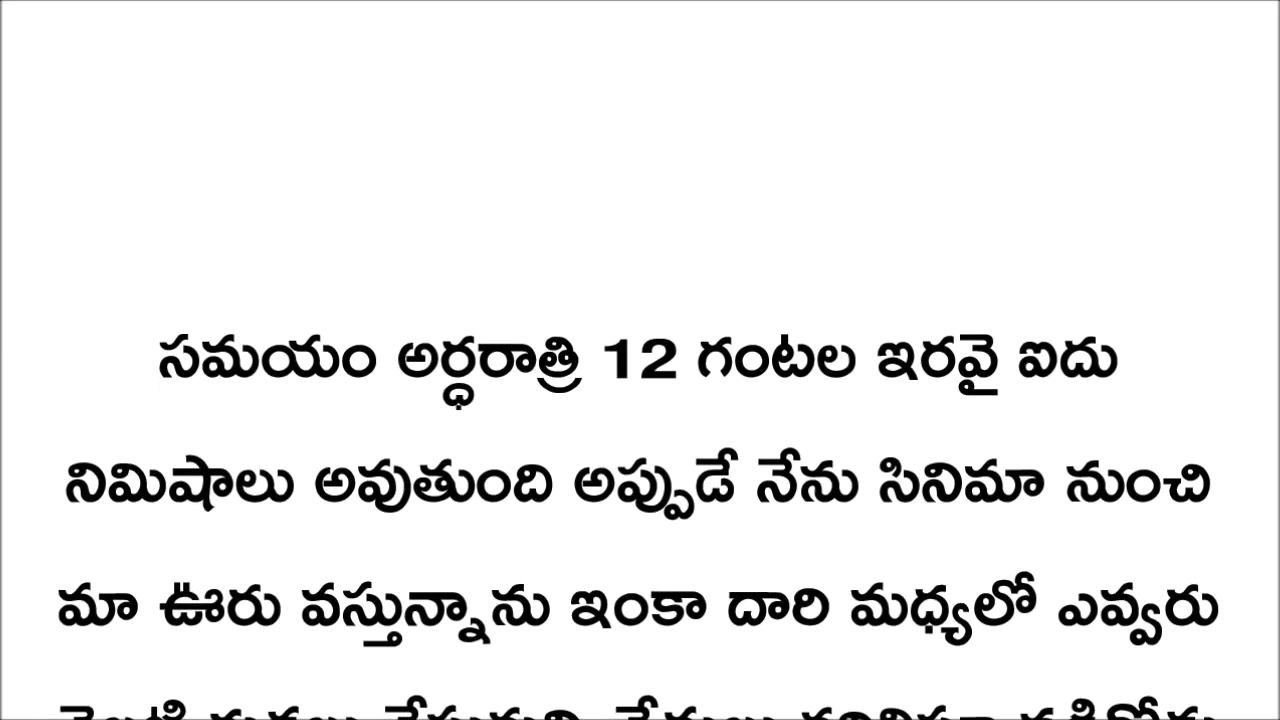 సమయం అర్ధరాత్రి 12 గంటల ఇరవై ఐదు
నిమిషాలు అవుతుంది అప్పుడే నేను సినిమా నుంచి
మా ఊరు వస్తున్నాను ఇంకా దారి మధ్యలో ఎవ్వరు